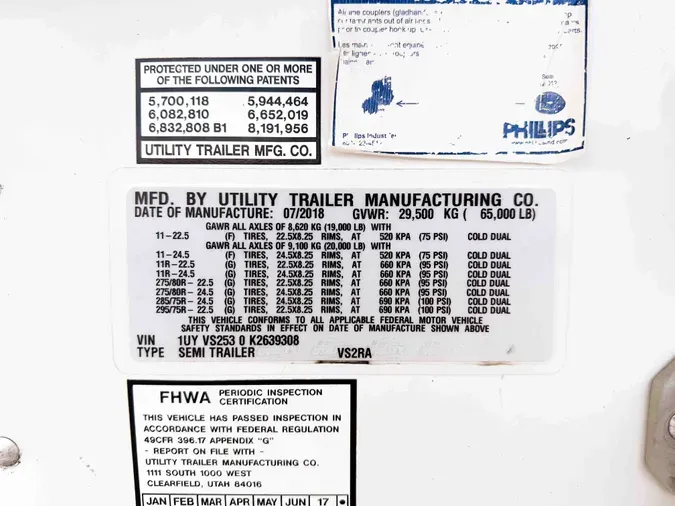 Air line couplers (gladhan
PROTECTED UNDER ONE OR MORE
OF THE FOLLOWING PATENTS
5,700,118 5,944,464
6,082,810 6,652,019
6,832,808 B1 8,191,956
UTILITY TRAILER MFG. CO.
PHILLIPS
MFD. BY UTILITY TRAILER MANUFACTURING CO.
DATE OF MANUFACTURE: 07/2018 GVWR: 29,500 KG ( 65,000 LB)
GAWR ALL AXLES OF 8,620 KG (19,000 LB) WITH
11-22.5 (F) TIRES, 22.5X8.25 RIMS, AT 520 KPA (75 PSI) COLD DUAL
GAWR ALL AXLES OF 9,100 KG (20,000 LB) WITH
11-24.5 (F) TIRES, 24.5X8.25 RIMS, AT 520 KPA (75 PSI) COLD DUAL
11R-22.5 (G) TIRES, 22.5X8.25 RIMS, AT 660 KPA (95 PSI) COLD DUAL
11R-24.5 (G) TIRES, 24.5X8.25 RIMS, AT 660 KPA (95 PSI) COLD DUAL
275/80R-22.5 (G) TIRES, 22.5X8.25 RIMS, AT 660 KPA (95 PSI) COLD DUAL
275/80R-24.5 (G) TIRES, 24.5X8.25 RIMS, AT 660 KPA (95 PSI) COLD DUAL
285/75R-24.5 (G) TIRES, 24.5X8.25 RIMS, AT 690 KPA (100 PSI) COLD DUAL
295/75R-22.5 (G) TIRES, 22.5X8.25 RIMS, AT 690 KPA (100 PSI) COLD DUAL
THIS VEHICLE CONFORMS TO ALL APPLICABLE FEDERAL MOTOR VEHICLE
SAFETY STANDARDS IN EFFECT ON DATE OF MANUFACTURE SHOWN ABOVE
VIN 1UY VS253 0 K2639308
TYPE SEMI TRAILER VS2RA
FHWA PERIODIC INSPECTION
CERTIFICATION
THIS VEHICLE HAS PASSED INSPECTION IN
ACCORDANCE WITH FEDERAL REGULATION
49CFR 396.17 APPENDIX "G"
- REPORT ON FILE WITH -
UTILITY TRAILER MANUFACTURING CO.
1111 SOUTH 1000 WEST
CLEARFIELD, UTAH 84016
JAN FEB MAR APR MAY JUN 17